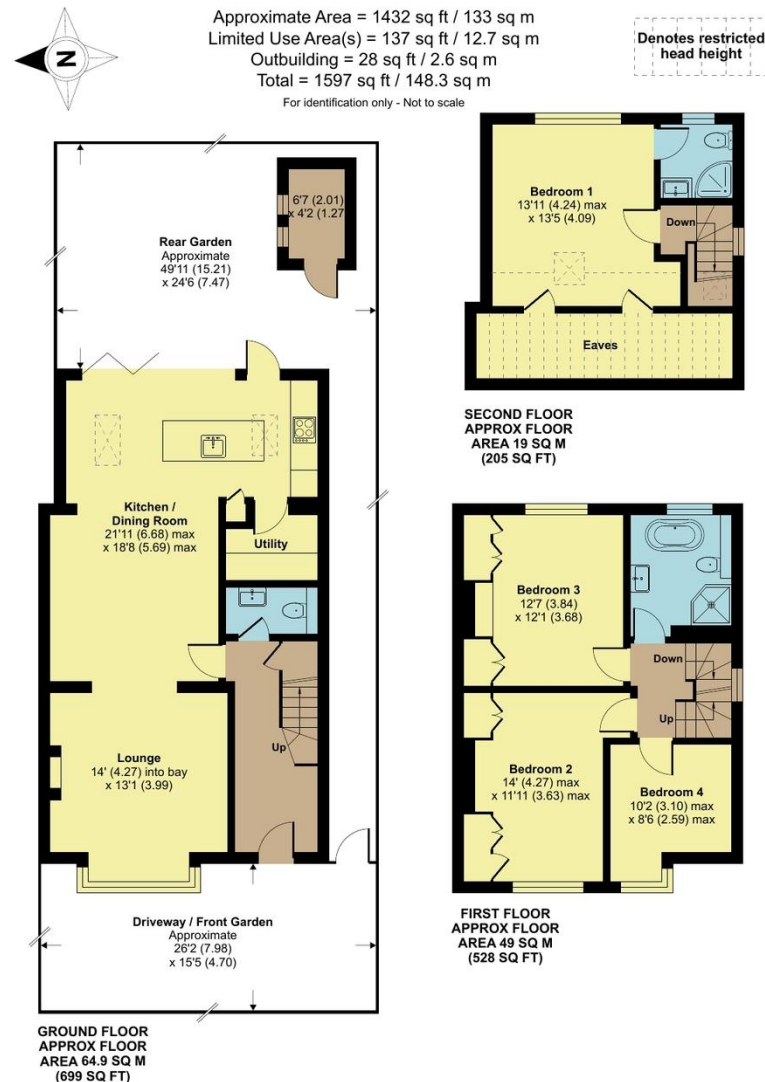 N
Approximate Area = 1432 sq ft / 133 sq m
Limited Use Area(s) = 137 sq ft / 12.7 sq m
Outbuilding = 28 sq ft / 2.6 sq m
Total = 1597 sq ft / 148.3 sq m
For identification only - Not to scale
Denotes restricted
head height
6'7 (2.01)
x 4'2 (1.27
Rear Garden
Approximate
49'11 (15.21)
x 24'6 (7.47)
Kitchen /
Dining Room
21'11 (6.68) max
x 18'8 (5.69) max
Utility
Up
Lounge
14' (4.27) into bay
x 13'1 (3.99)
Driveway / Front Garden
Approximate
26'2 (7.98)
x 15'5 (4.70)
GROUND FLOOR
APPROX FLOOR
AREA 64.9 SQ M
(699 SQ FT)
Bedroom 1
13'11 (4.24) max
x 13'5 (4.09)
Down
Eaves
SECOND FLOOR
APPROX FLOOR
AREA 19 SQ M
(205 SQ FT)
Bedroom 3
12'7 (3.84)
x 12'1 (3.68)
Down
Up
Bedroom 2
14' (4.27) max
x 11'11 (3.63) max
Bedroom 4
10'2 (3.10) max
x 8'6 (2.59) max
FIRST FLOOR
APPROX FLOOR
AREA 49 SQ M
(528 SQ FT)